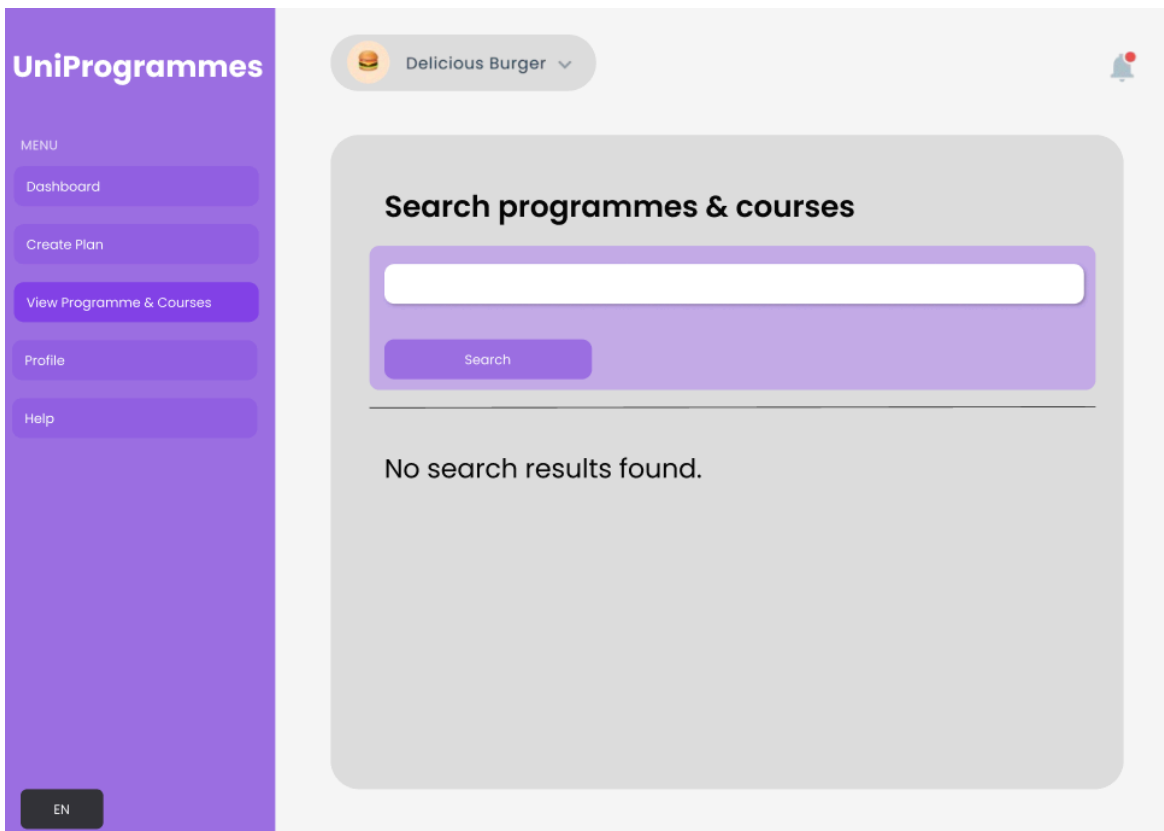 UniProgrammes
Delicious Burger
MENU
Dashboard
Create Plan
View Programme & Courses
Profile
Help
EN
Search programmes & courses
Search
No search results found.